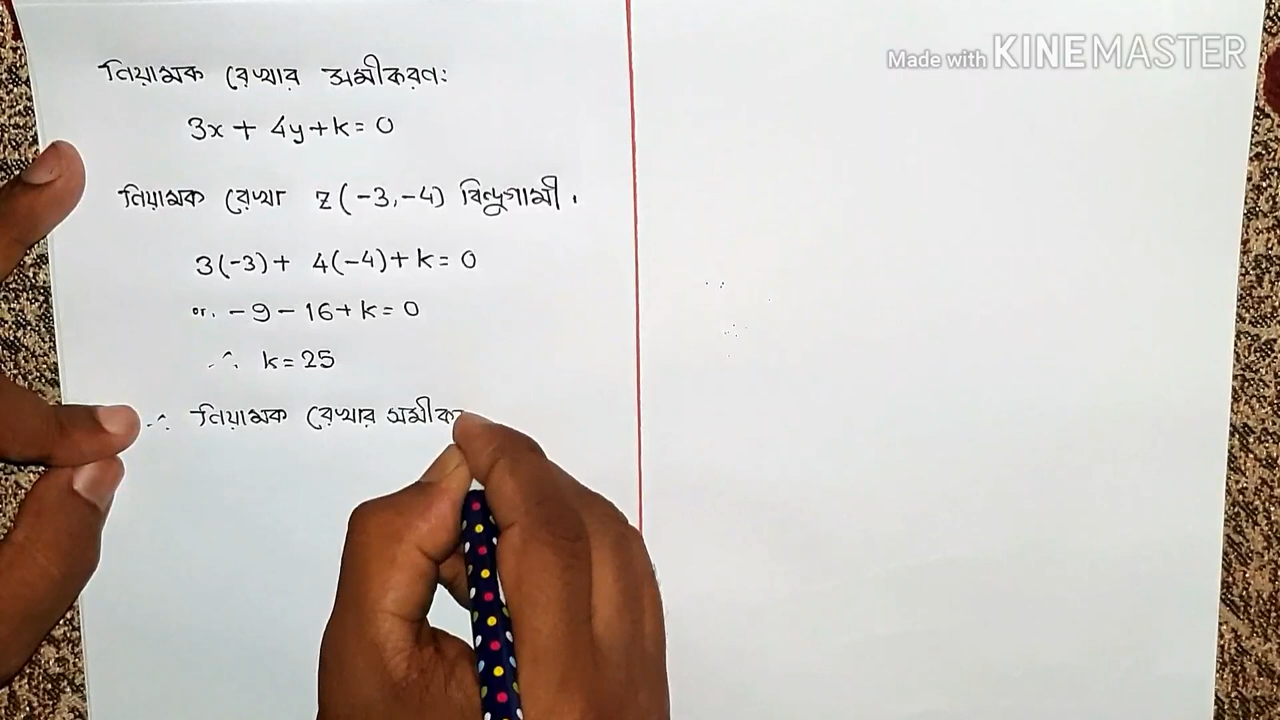 Made with KINEMASTER
নিয়ামক রেখার সমীকরণ:
3x + 4y + k = 0
নিয়ামক রেখা z(-3,-4) বিন্দুগামী।
3(-3) + 4(-4) + k = 0
or, -9 - 16 + k = 0
∴ k = 25
∴ নিয়ামক রেখার সমীক